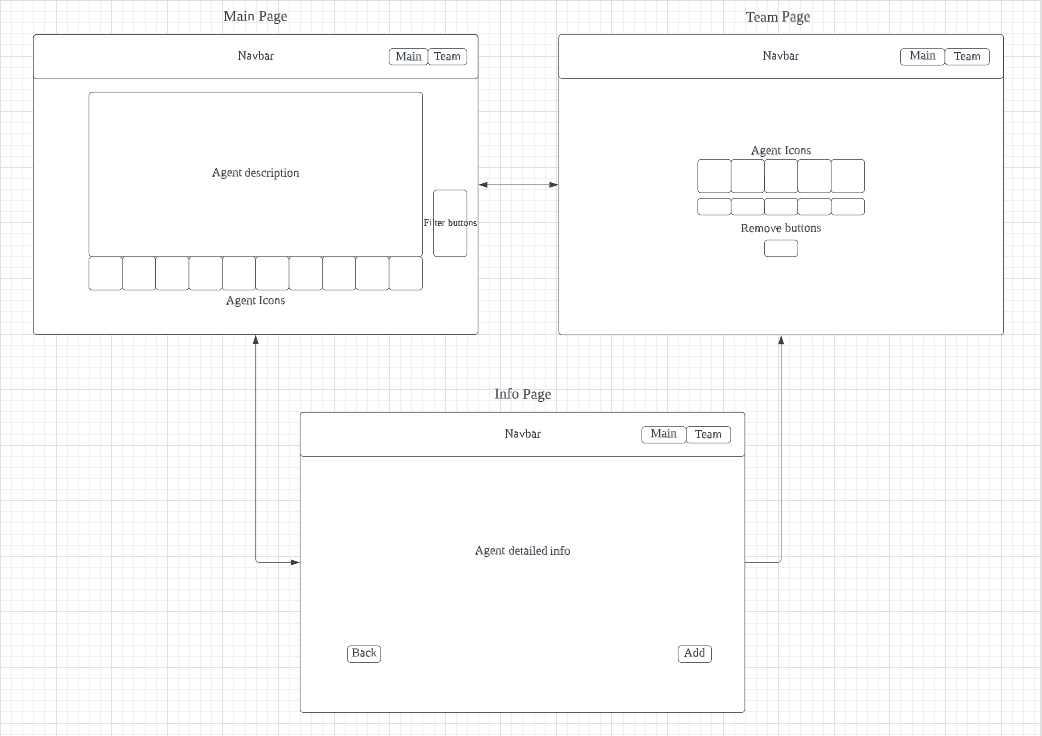 Main Page
Navbar
Main
Team
Agent description
Filter buttons
Agent Icons
Team Page
Navbar
Main
Team
Agent Icons
Remove buttons
Info Page
Navbar
Main
Team
Agent detailed info
Back
Add